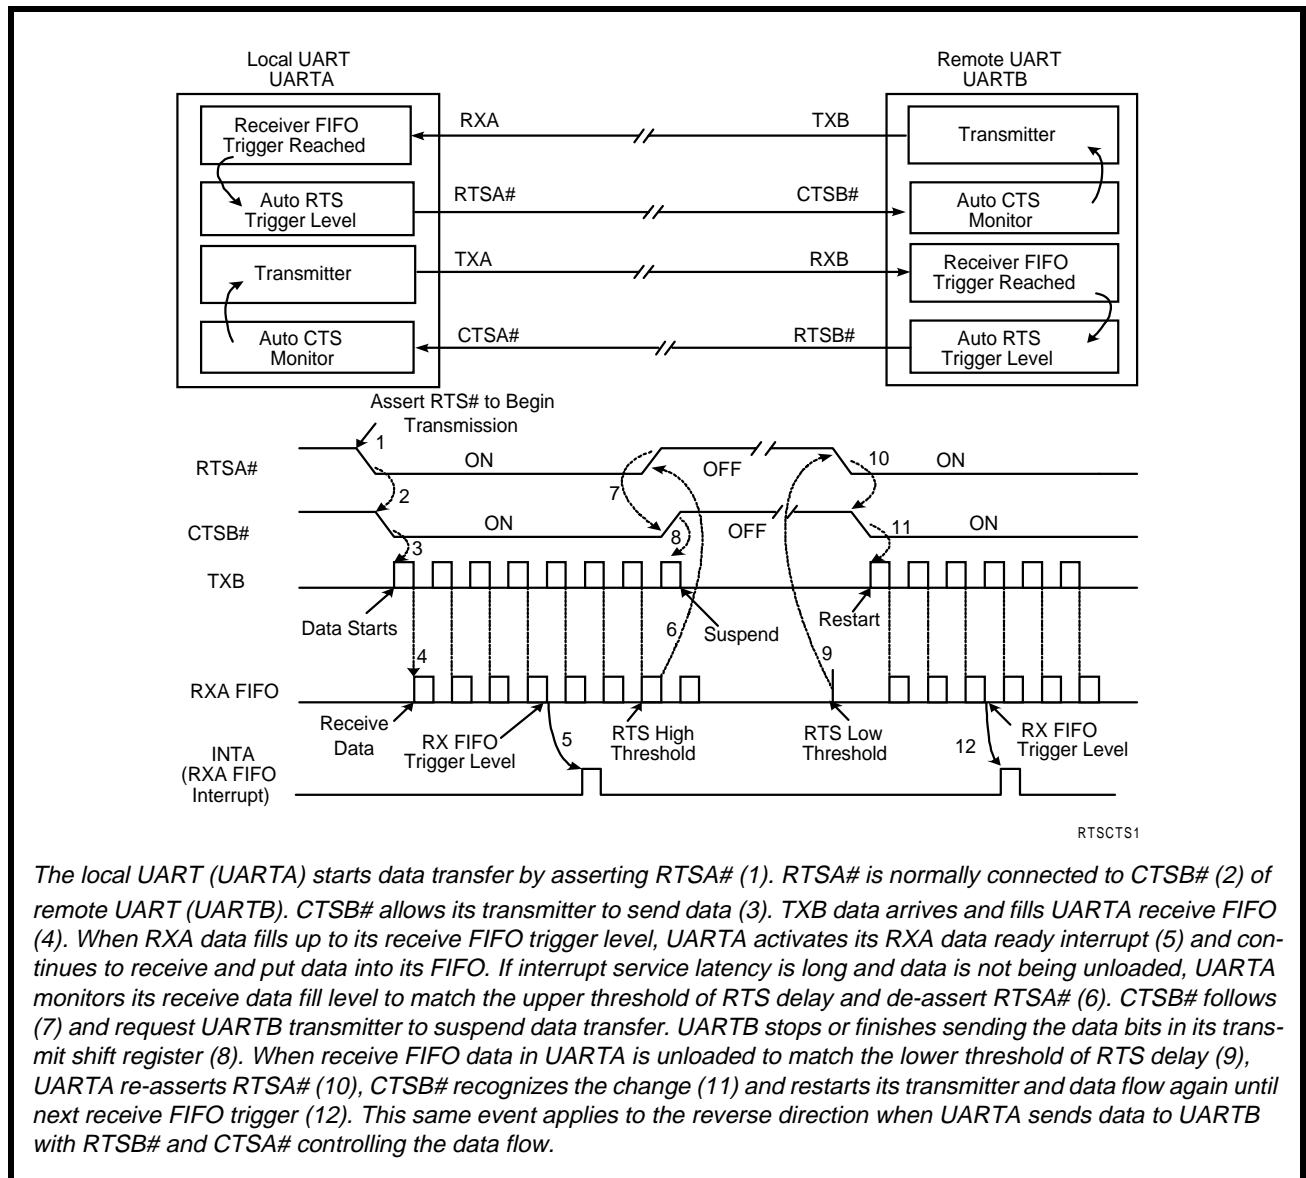 Local UART
UARTA
Remote UART
UARTB
Receiver FIFO
Trigger Reached
RXA
TXB
Transmitter
Auto RTS
Trigger Level
RTSA#
CTSB#
Auto CTS
Monitor
Transmitter
TXA
RXB
Receiver FIFO
Trigger Reached
Auto CTS
Monitor
CTSA#
RTSB#
Auto RTS
Trigger Level
Assert RTS# to Begin
Transmission
1
RTSA#
ON
OFF
10
ON
2
7
CTSB#
ON
8
OFF
11
ON
3
TXB
Data Starts
Suspend
Restart
6
4
9
RXA FIFO
Receive
Data
RX FIFO
Trigger Level
5
RTS High
Threshold
RTS Low
Threshold
12
RX FIFO
Trigger Level
INTA
(RXA FIFO
Interrupt)
RTSCTS1
The local UART (UARTA) starts data transfer by asserting RTSA# (1). RTSA# is normally connected to CTSB# (2) of
remote UART (UARTB). CTSB# allows its transmitter to send data (3). TXB data arrives and fills UARTA receive FIFO
(4). When RXA data fills up to its receive FIFO trigger level, UARTA activates its RXA data ready interrupt (5) and con-
tinues to receive and put data into its FIFO. If interrupt service latency is long and data is not being unloaded, UARTA
monitors its receive data fill level to match the upper threshold of RTS delay and de-assert RTSA# (6). CTSB# follows
(7) and request UARTB transmitter to suspend data transfer. UARTB stops or finishes sending the data bits in its trans-
mit shift register (8). When receive FIFO data in UARTA is unloaded to match the lower threshold of RTS delay (9),
UARTA re-asserts RTSA# (10), CTSB# recognizes the change (11) and restarts its transmitter and data flow again until
next receive FIFO trigger (12). This same event applies to the reverse direction when UARTA sends data to UARTB
with RTSB# and CTSA# controlling the data flow.